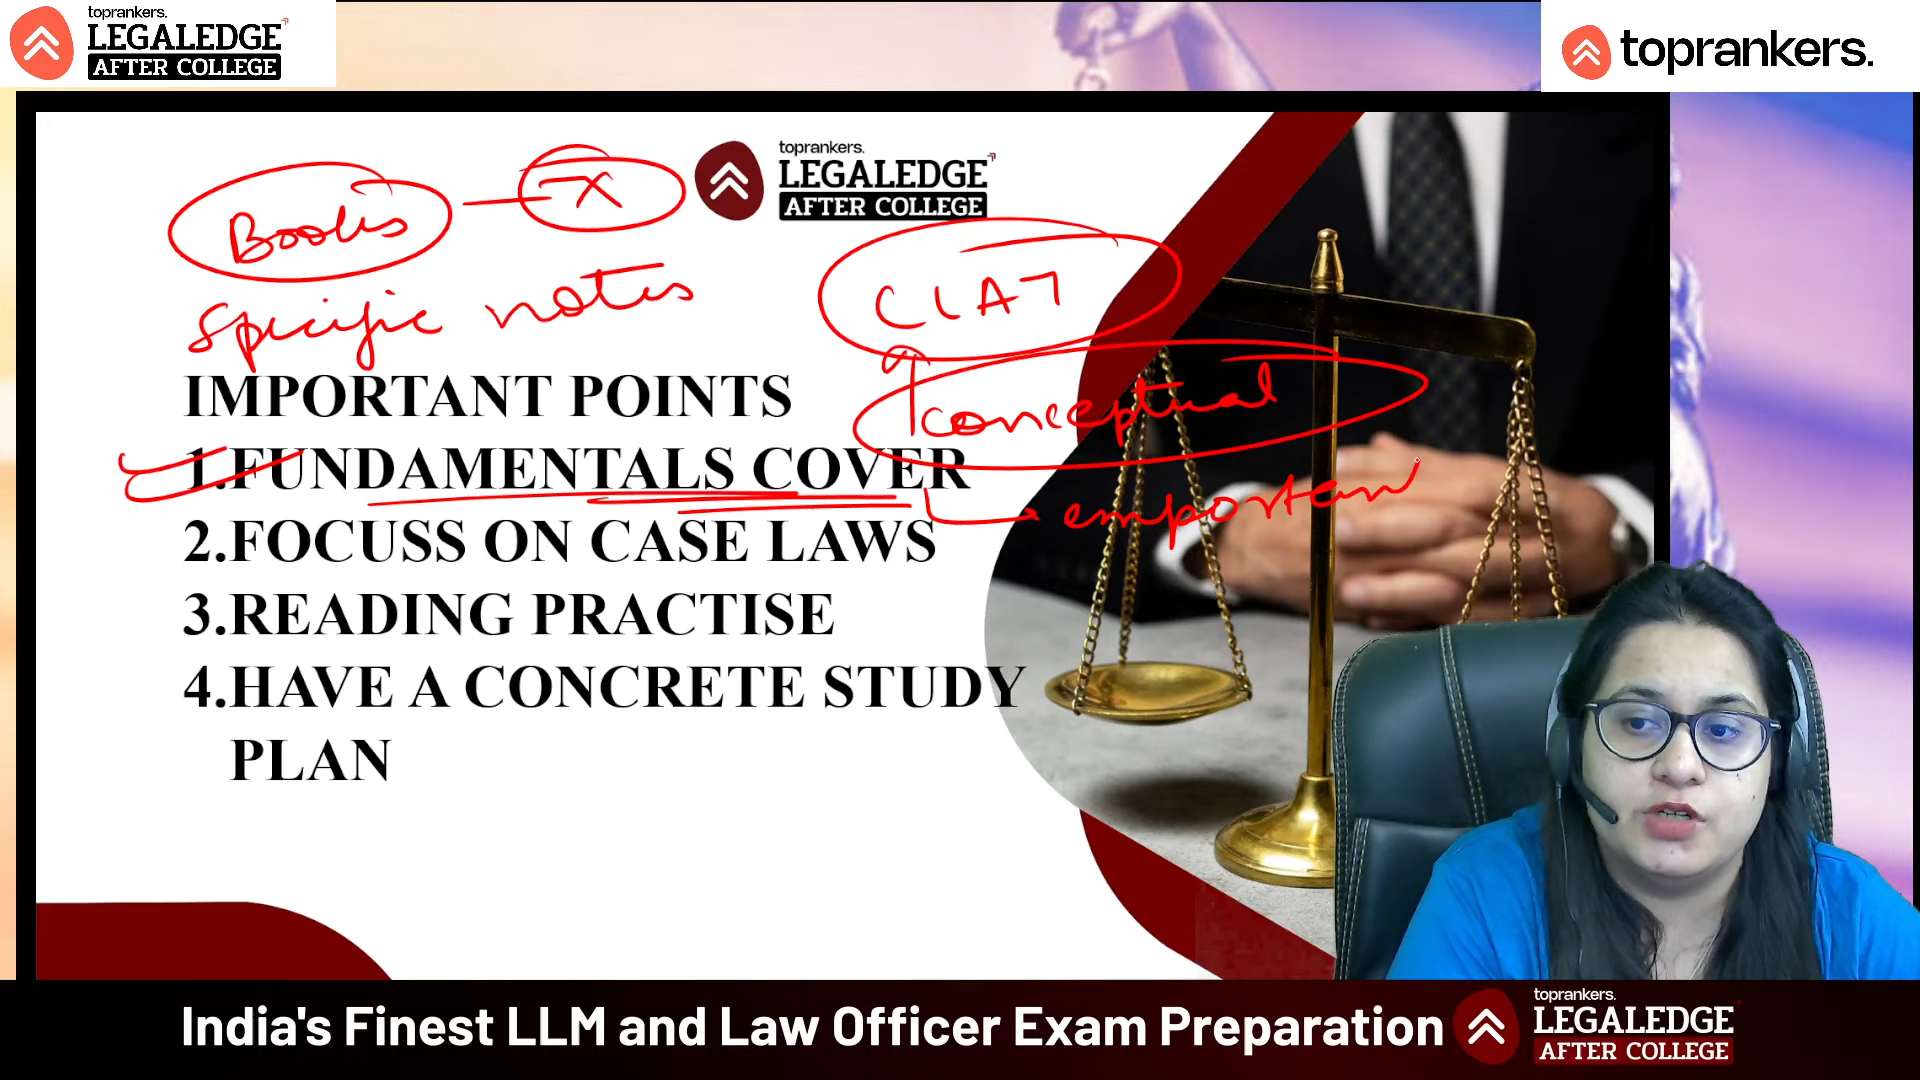 toprankers.
LEGALEDGE
AFTER COLLEGE
toprankers.
toprankers.
LEGALEDGE
AFTER COLLEGE
Books — X
Specific notes
CLAT
conceptual
IMPORTANT POINTS
1.FUNDAMENTALS COVER
emportan
2.FOCUSS ON CASE LAWS
3.READING PRACTISE
4.HAVE A CONCRETE STUDY
PLAN
India's Finest LLM and Law Officer Exam Preparation
toprankers.
LEGALEDGE
AFTER COLLEGE